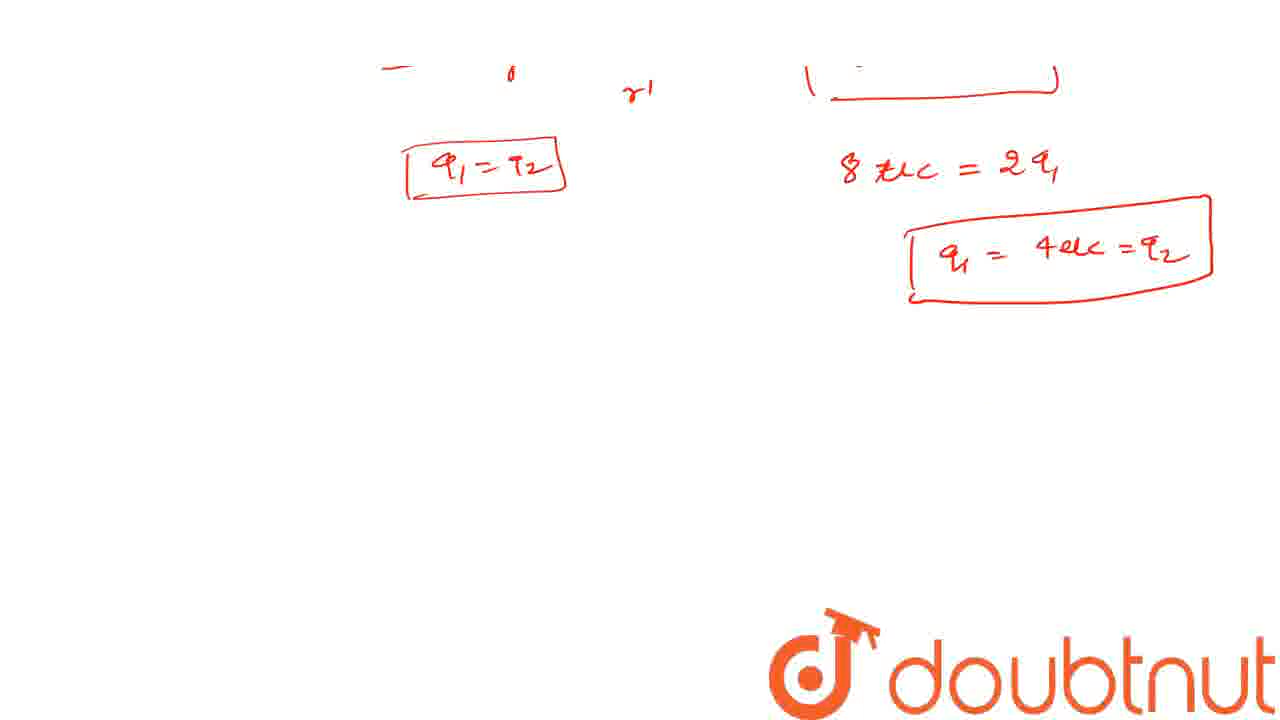 r'
q₁ = q₂
8 μc = 2q₁
q₁ = 4μc = q₂
doubtnut